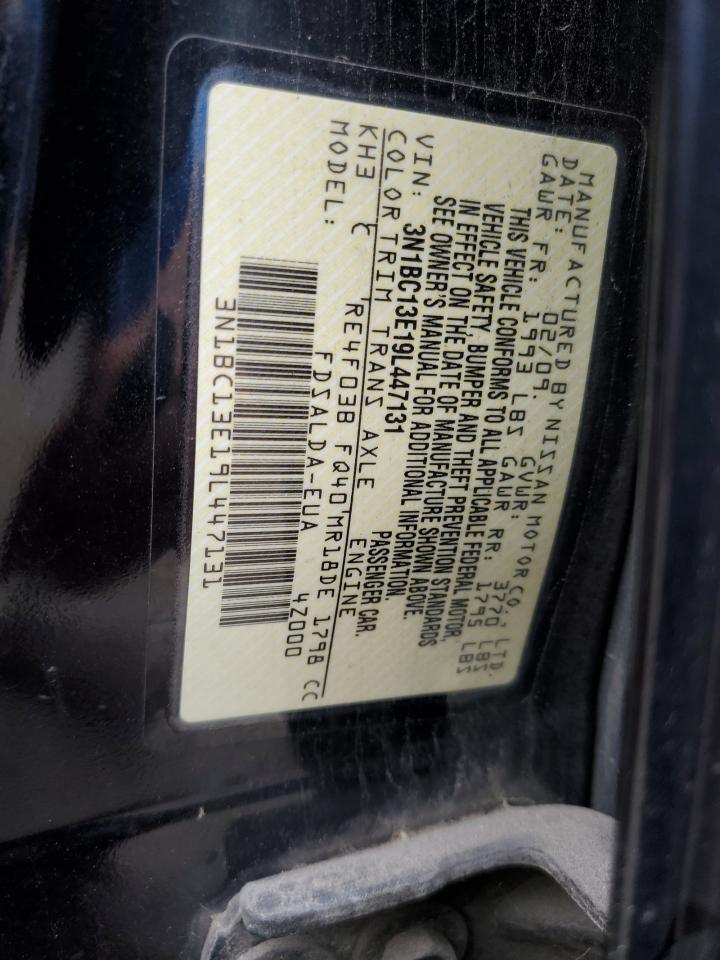 MANUFACTURED BY NISSAN MOTOR CO., LTD.
DATE: 02/09. GVWR: 3770 LBS
GAWR FR: 1993 LBS GAWR RR: 1795 LBS
THIS VEHICLE CONFORMS TO ALL APPLICABLE FEDERAL MOTOR
VEHICLE SAFETY, BUMPER AND THEFT PREVENTION STANDARDS
IN EFFECT ON THE DATE OF MANUFACTURE SHOWN ABOVE.
SEE OWNER'S MANUAL FOR ADDITIONAL INFORMATION.
VIN: 3N1BC13E19L447131 PASSENGER CAR.
COLOR TRIM TRANS AXLE ENGINE
KH3 C RE4F03B FQ40 MR18DE 1798 CC
MODEL: FDSALDA-EUA 4Z000
3N1BC13E19L447131